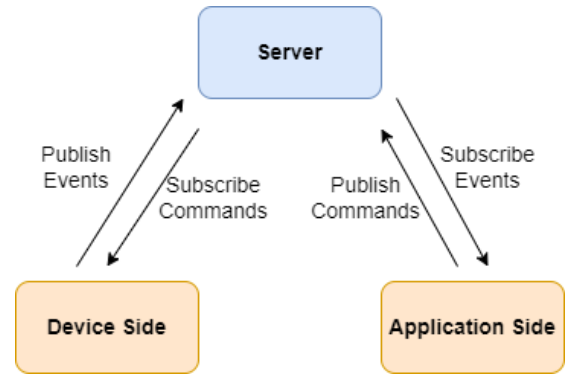 Server
Publish
Events
Subscribe
Commands
Publish
Commands
Subscribe
Events
Device Side
Application Side